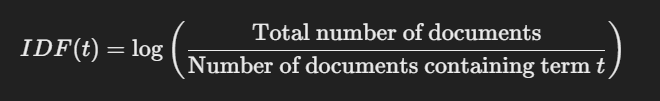 IDF(t) = log ( Total number of documents / Number of documents containing term t )